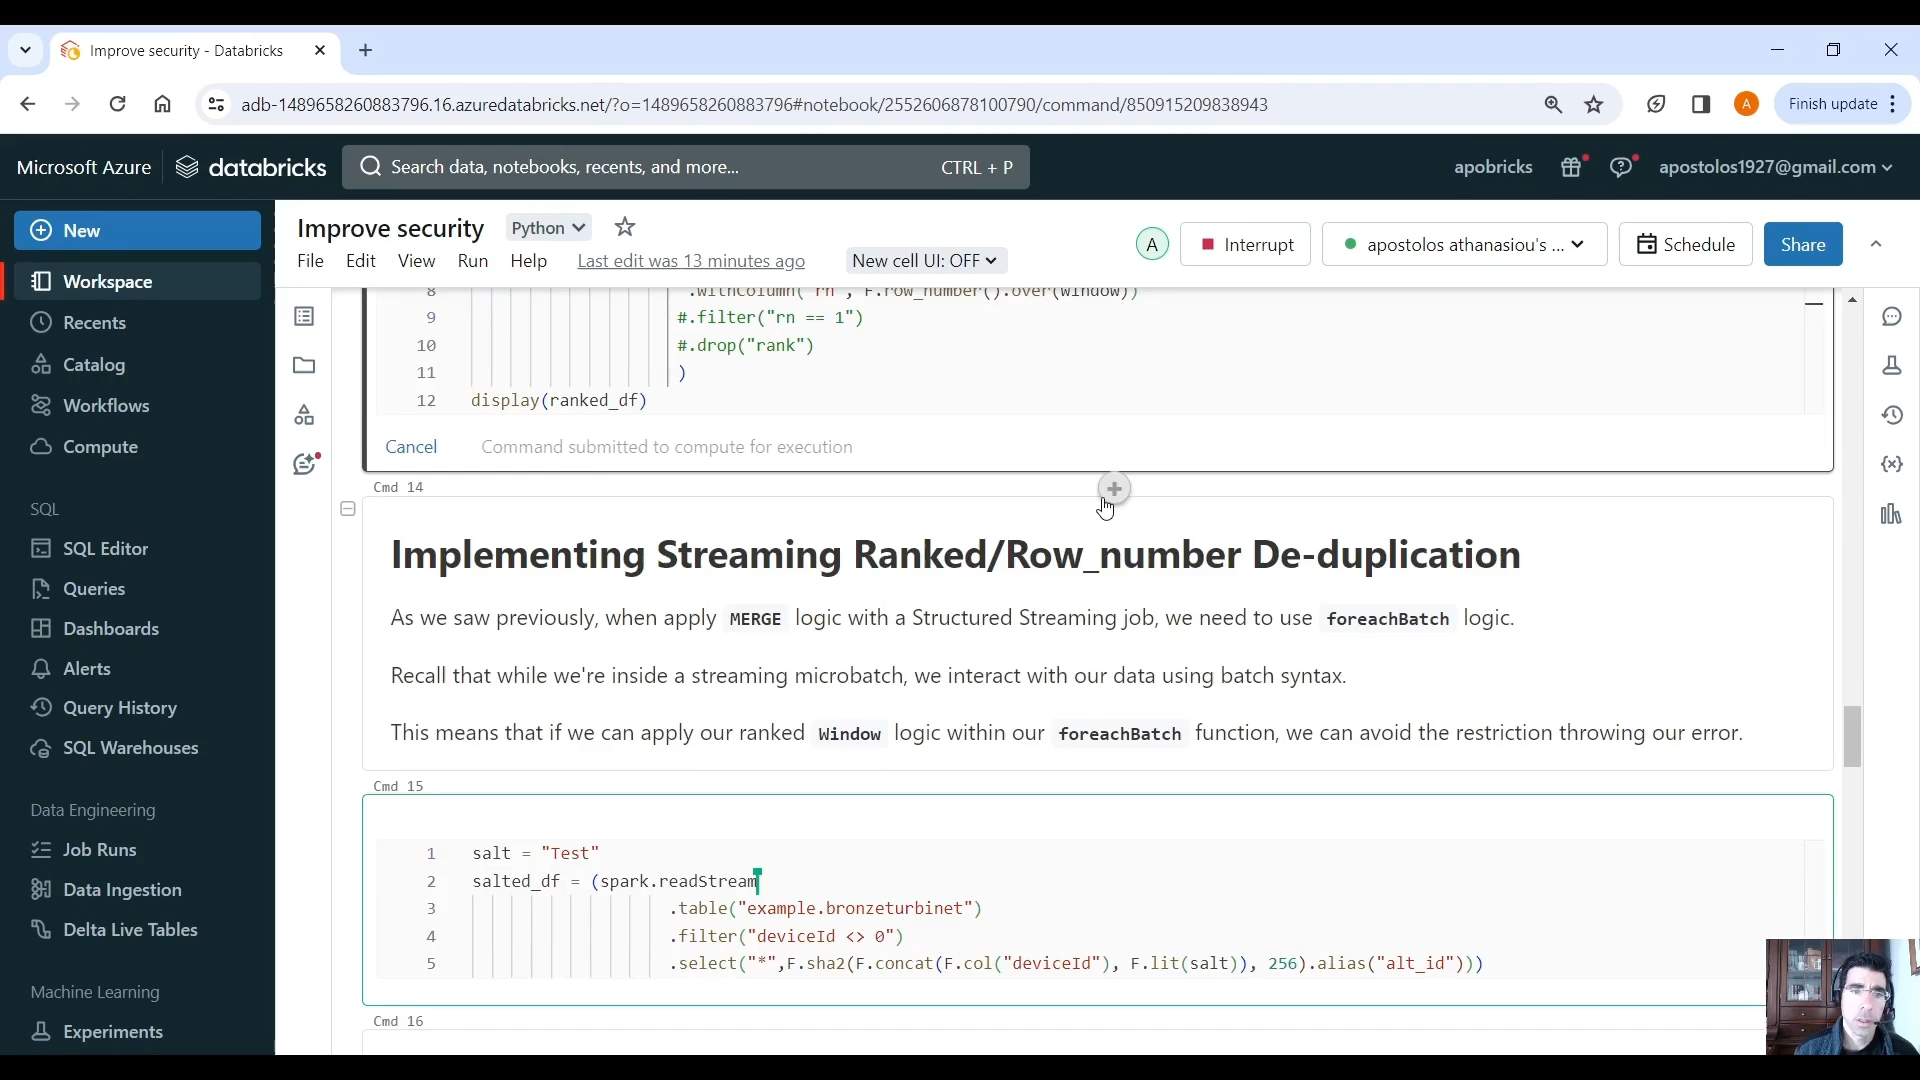 Improve security - Databricks
adb-1489658260883796.16.azuredatabricks.net/?o=1489658260883796#notebook/2552606878100790/command/850915209838943
A
Finish update
Microsoft Azure
databricks
Search data, notebooks, recents, and more...
CTRL + P
apobricks
apostolos1927@gmail.com
New
Workspace
Recents
Catalog
Workflows
Compute
SQL
SQL Editor
Queries
Dashboards
Alerts
Query History
SQL Warehouses
Data Engineering
Job Runs
Data Ingestion
Delta Live Tables
Machine Learning
Experiments
Improve security
Python
File Edit View Run Help Last edit was 13 minutes ago
New cell UI: OFF
A
Interrupt
apostolos athanasiou's ...
Schedule
Share
8 .withColumn("rn", F.row_number().over(window))
9 #.filter("rn == 1")
10 #.drop("rank")
11 )
12 display(ranked_df)
Cancel Command submitted to compute for execution
Cmd 14
Implementing Streaming Ranked/Row_number De-duplication
As we saw previously, when apply MERGE logic with a Structured Streaming job, we need to use foreachBatch logic.
Recall that while we're inside a streaming microbatch, we interact with our data using batch syntax.
This means that if we can apply our ranked Window logic within our foreachBatch function, we can avoid the restriction throwing our error.
Cmd 15
1 salt = "Test"
2 salted_df = (spark.readStream
3 .table("example.bronzeturbinet")
4 .filter("deviceId <> 0")
5 .select("*",F.sha2(F.concat(F.col("deviceId"), F.lit(salt)), 256).alias("alt_id")))
Cmd 16